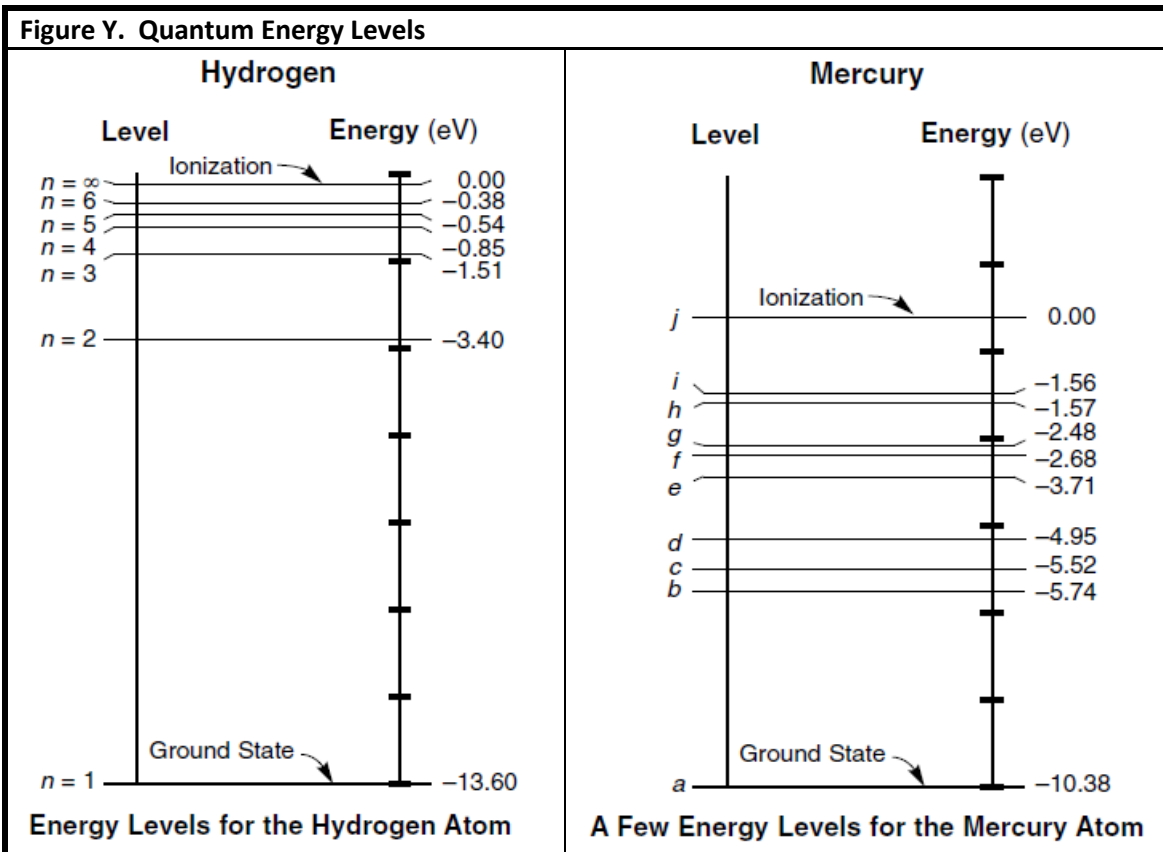 Figure Y. Quantum Energy Levels
Hydrogen
Level Energy (eV)
Ionization
n = ∞ 0.00
n = 6 −0.38
n = 5 −0.54
n = 4 −0.85
n = 3 −1.51
n = 2 −3.40
Ground State
n = 1 −13.60
Energy Levels for the Hydrogen Atom
Mercury
Level Energy (eV)
Ionization
j 0.00
i −1.56
h −1.57
g −2.48
f −2.68
e −3.71
d −4.95
c −5.52
b −5.74
Ground State
a −10.38
A Few Energy Levels for the Mercury Atom